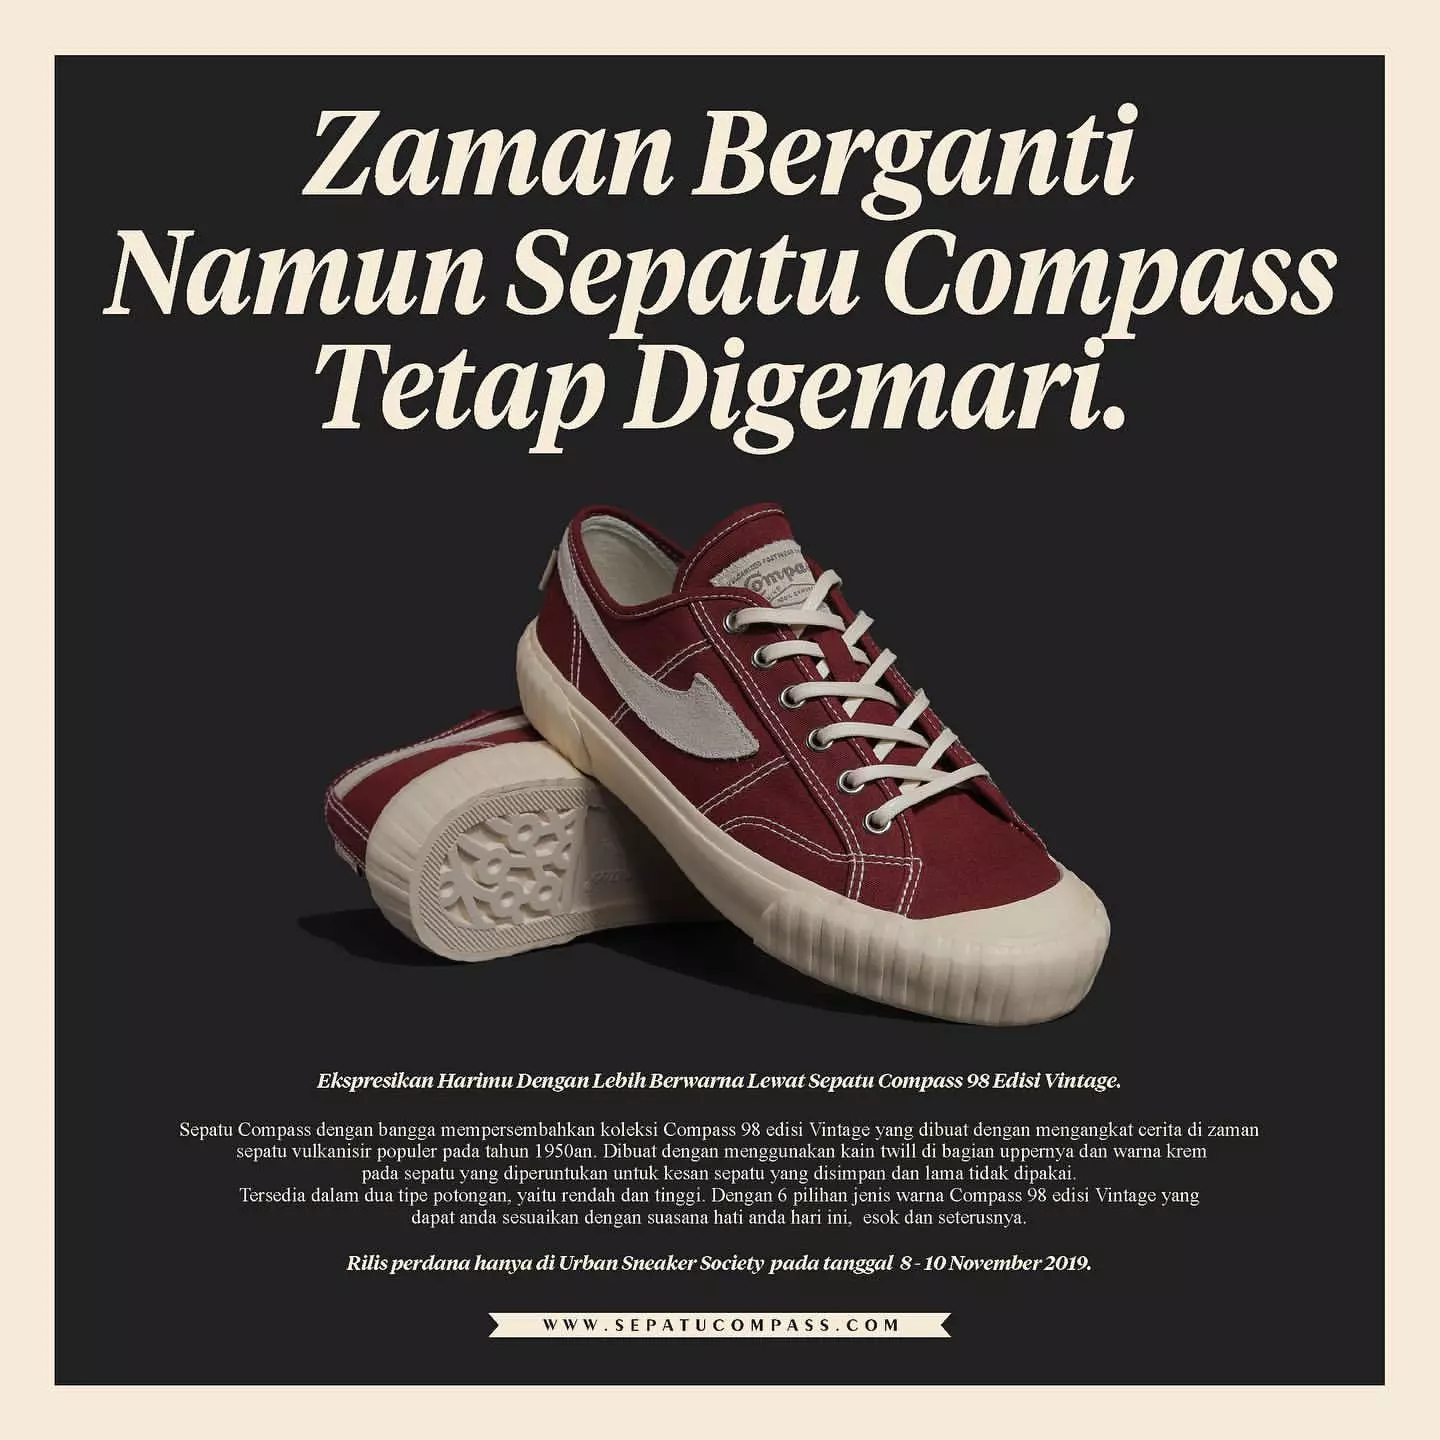 Zaman Berganti
Namun Sepatu Compass
Tetap Digemari.
Compa
Ekspresikan Harimu Dengan Lebih Berwarna Lewat Sepatu Compass 98 Edisi Vintage.
Sepatu Compass dengan bangga mempersembahkan koleksi Compass 98 edisi Vintage yang dibuat dengan mengangkat cerita di zaman
sepatu vulkanisir populer pada tahun 1950an. Dibuat dengan menggunakan kain twill di bagian uppernya dan warna krem
pada sepatu yang diperuntukan untuk kesan sepatu yang disimpan dan lama tidak dipakai.
Tersedia dalam dua tipe potongan, yaitu rendah dan tinggi. Dengan 6 pilihan jenis warna Compass 98 edisi Vintage yang
dapat anda sesuaikan dengan suasana hati anda hari ini,  esok dan seterusnya.
Rilis perdana hanya di Urban Sneaker Society pada tanggal 8 - 10 November 2019.
WWW.SEPATUCOMPASS.COM